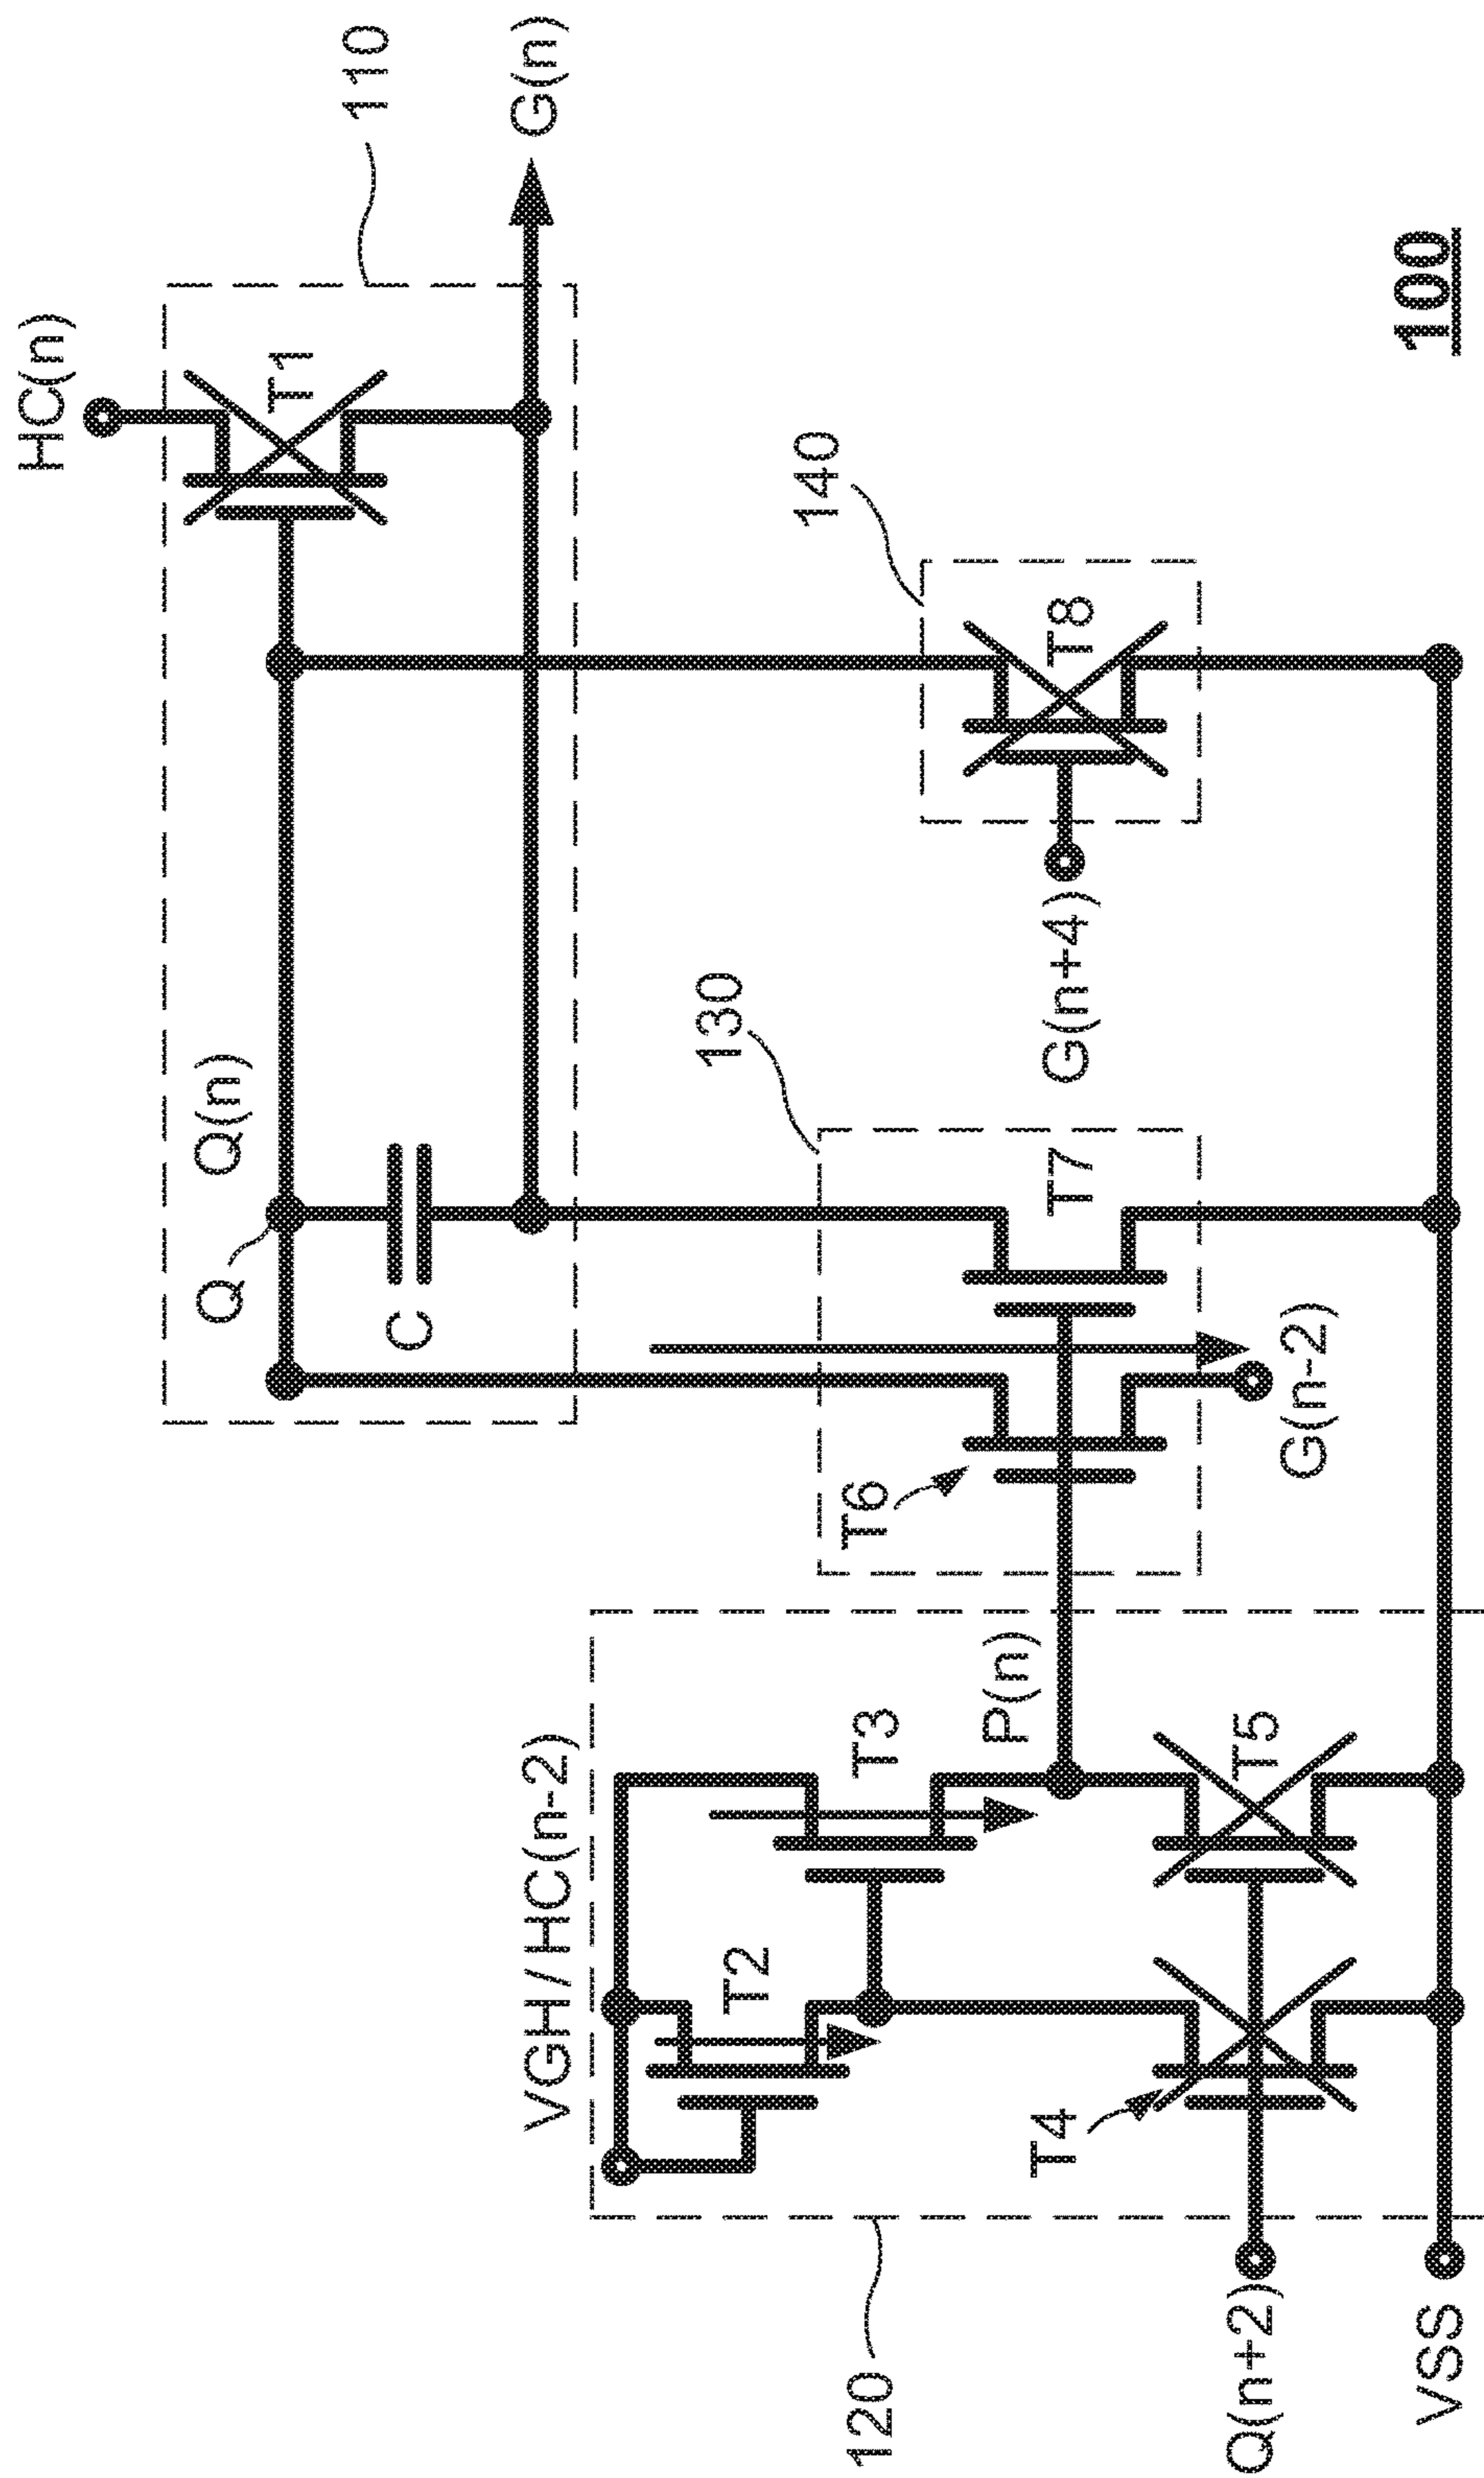 HC(n)
110
T1
G(n)
Q(n)
Q
C
140
T8
G(n+4)
130
T7
T6
G(n-2)
VGH / HC(n-2)
T2
T3
P(n)
T4
T5
120
Q(n+2)
VSS
100